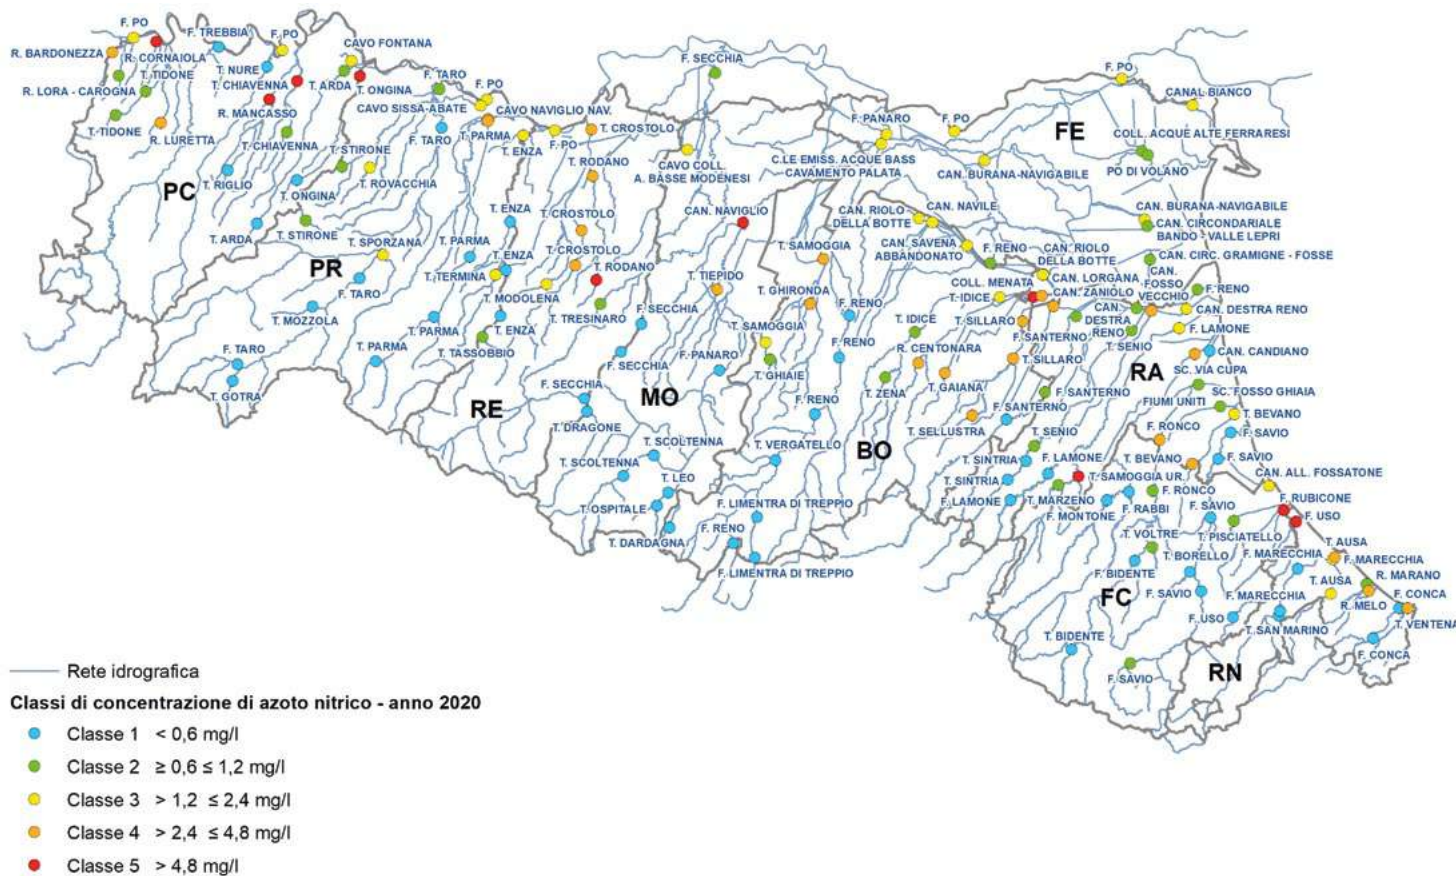 F. PO
F. TREBBIA
R. BARDONEZZA
R. CORNAIOLA
F. PO
CAVO FONTANA
T. TIDONE
T. NURE
T. CHIAVENNA
T. ARDA
T. ONGINA
F. TARO
F. PO
F. SECCHIA
R. LORA - CAROGNA
R. MANCASSO
CAVO SISSA-ABATE
CAVO NAVIGLIO NAV.
T. TIDONE
R. LURETTA
T. CHIAVENNA
T. STIRONE
F. TARO
T. PARMA
T. ENZA
F. PO
T. CROSTOLO
T. RODANO
CAVO COLL.
A. BASSE MODENESI
F. PANARO
F. PO
F. PO
CANAL BIANCO
FE
COLL. ACQUE ALTE FERRARESI
PO DI VOLANO
C.LE EMISS. ACQUE BASS
CAVAMENTO PALATA
CAN. BURANA-NAVIGABILE
PC
T. RIGLIO
T. ONGINA
T. ROVACCHIA
T. ARDA
T. STIRONE
T. SPORZANA
T. ENZA
T. CROSTOLO
CAN. NAVIGLIO
CAN. RIOLO
DELLA BOTTE
CAN. NAVILE
CAN. BURANA-NAVIGABILE
CAN. CIRCONDARIALE
BANDO - VALLE LEPRI
PR
T. PARMA
T. ENZA
T. CROSTOLO
T. SAMOGGIA
CAN. SAVENA
ABBANDONATO
F. RENO
CAN. RIOLO
DELLA BOTTE
CAN. CIRC. GRAMIGNE - FOSSE
T. TERMINA
T. RODANO
F. TARO
T. MODOLENA
T. TRESINARO
T. TIEPIDO
T. GHIRONDA
COLL. MENATA
CAN. LORGANA
CAN. ZANIOLO
CAN.
FOSSO
VECCHIO
F. RENO
T. MOZZOLA
T. PARMA
T. ENZA
F. SECCHIA
F. RENO
T. IDICE
T. IDICE
T. SILLARO
CAN.
DESTRA
RENO
CAN. DESTRA RENO
T. TASSOBBIO
T. SAMOGGIA
F. SANTERNO
T. SENIO
F. LAMONE
F. TARO
T. PARMA
F. SECCHIA
F. PANARO
T. GHIAIE
F. RENO
R. CENTONARA
T. SILLARO
CAN. CANDIANO
T. GOTRA
F. SECCHIA
T. ZENA
T. GAIANA
RA
SC. VIA CUPA
RE
MO
F. RENO
F. SANTERNO
F. SANTERNO
FIUMI UNITI
SC. FOSSO GHIAIA
T. DRAGONE
T. SELLUSTRA
T. BEVANO
T. SCOLTENNA
T. VERGATELLO
BO
T. SENIO
F. RONCO
F. SAVIO
T. SCOLTENNA
T. SINTRIA
F. LAMONE
T. BEVANO
F. SAVIO
T. LEO
T. SINTRIA
T. SAMOGGIA UR.
CAN. ALL. FOSSATONE
T. OSPITALE
F. LIMENTRA DI TREPPIO
F. LAMONE
T. MARZENO
F. RONCO
F. RUBICONE
F. RENO
F. MONTONE
F. RABBI
F. SAVIO
F. USO
T. DARDAGNA
T. VOLTRE
T. PISCIATELLO
T. AUSA
F. LIMENTRA DI TREPPIO
T. BORELLO
F. MARECCHIA
F. MARECCHIA
F. BIDENTE
T. AUSA
R. MARANO
FC
F. SAVIO
F. MARECCHIA
R. MELO
F. CONCA
F. USO
T. SAN MARINO
T. VENTENA
T. BIDENTE
F. CONCA
F. SAVIO
RN
Rete idrografica
Classi di concentrazione di azoto nitrico - anno 2020
Classe 1 < 0,6 mg/l
Classe 2 ≥ 0,6 ≤ 1,2 mg/l
Classe 3 > 1,2 ≤ 2,4 mg/l
Classe 4 > 2,4 ≤ 4,8 mg/l
Classe 5 > 4,8 mg/l